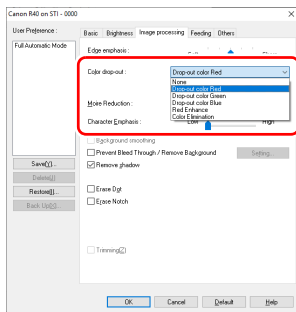 Canon R40 on STI - 0000
User Preference :
Full Automatic Mode
Save(Y)...
Delete(J)
Restore(I)...
Back Up(X)...
Basic Brightness Image processing Feeding Others
Edge emphasis :
Color drop-out : Drop-out color Red
None
Drop-out color Red
Drop-out color Green
Drop-out color Blue
Red Enhance
Color Elimination
More Reduction :
Character Emphasis : Low High
Background smoothing
Prevent Bleed Through / Remove Background Setting...
Remove shadow
Erase Dot
Erase Notch
Trimming(Z)
OK Cancel Default Help